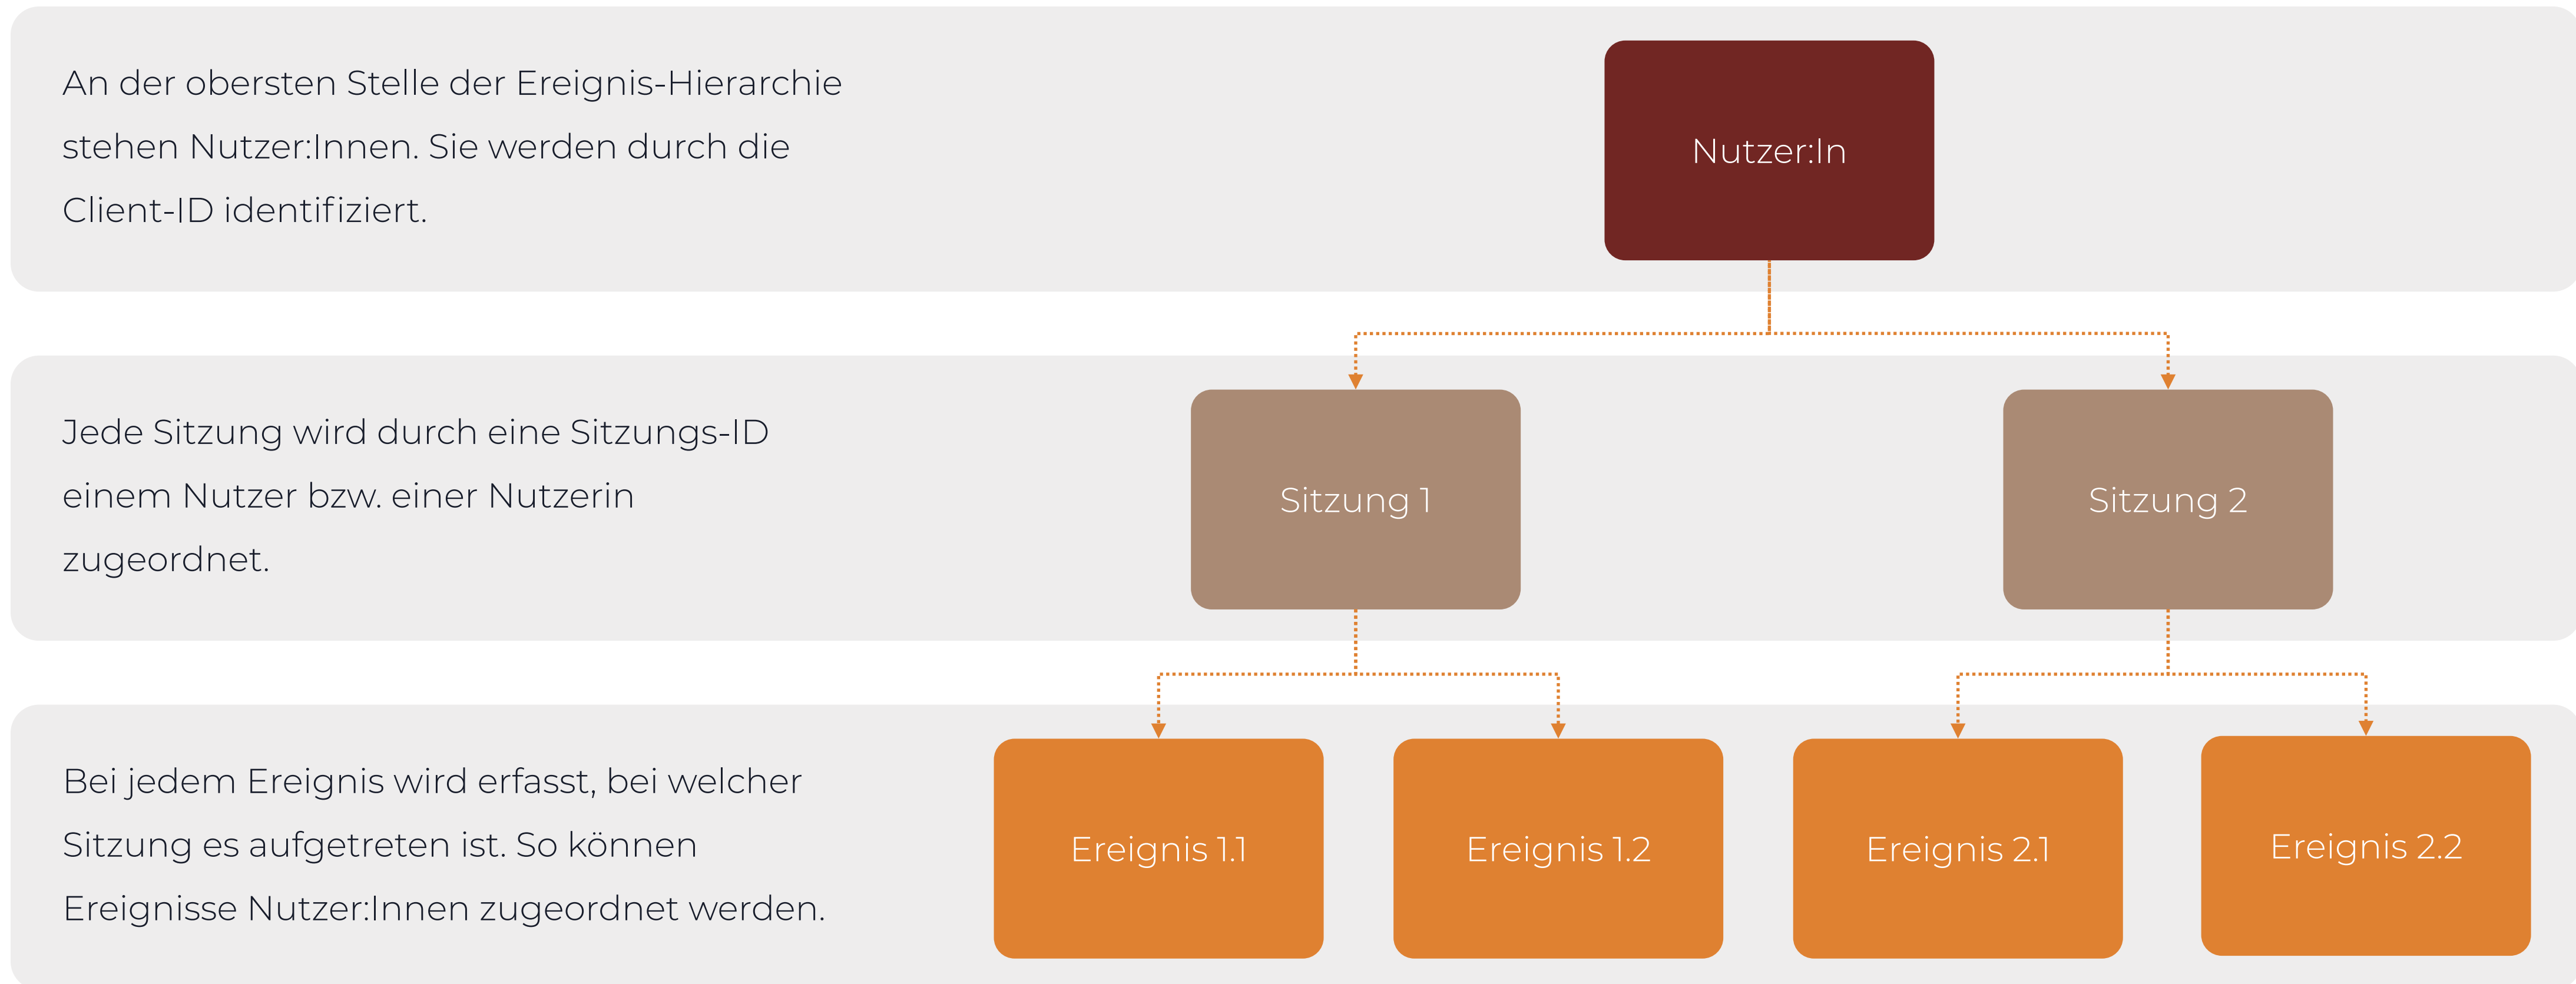 An der obersten Stelle der Ereignis-Hierarchie
stehen Nutzer:Innen. Sie werden durch die
Client-ID identifiziert.
Nutzer:In
Jede Sitzung wird durch eine Sitzungs-ID
einem Nutzer bzw. einer Nutzerin
zugeordnet.
Sitzung 1
Sitzung 2
Bei jedem Ereignis wird erfasst, bei welcher
Sitzung es aufgetreten ist. So können
Ereignisse Nutzer:Innen zugeordnet werden.
Ereignis 1.1
Ereignis 1.2
Ereignis 2.1
Ereignis 2.2